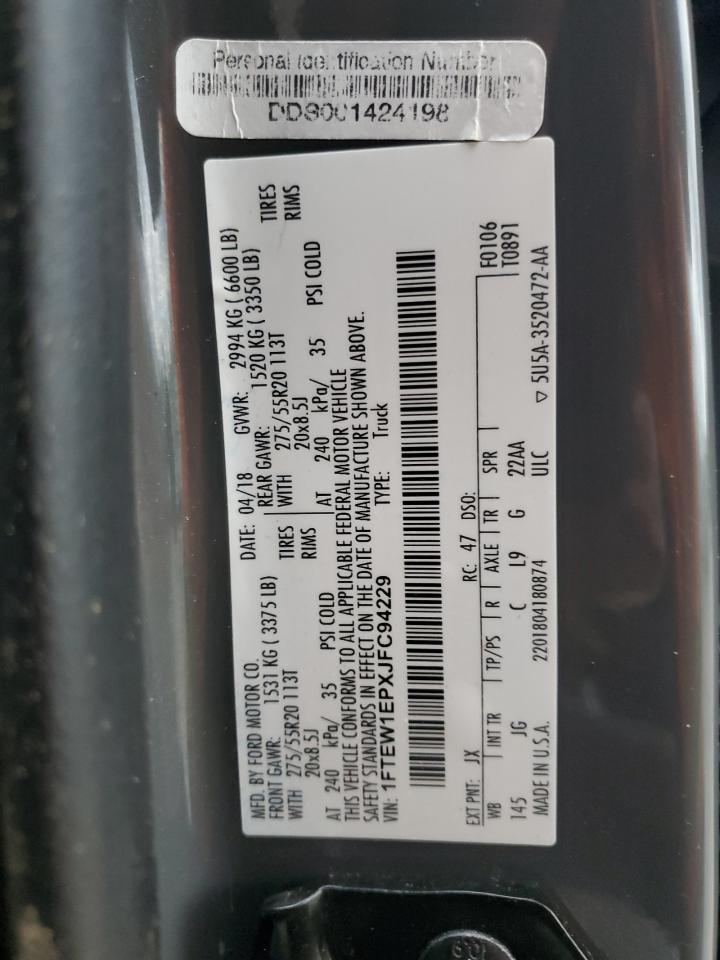 Personal Identification Number
DDS001424198
MFD. BY FORD MOTOR CO.
DATE: 04/18 GVWR: 2994 KG ( 6600 LB)
FRONT GAWR: 1531 KG ( 3375 LB)
REAR GAWR: 1520 KG ( 3350 LB)
WITH 275/55R20 113T TIRES
WITH 275/55R20 113T TIRES
20x8.5J RIMS
20x8.5J RIMS
AT 240 kPa/ 35 PSI COLD
AT 240 kPa/ 35 PSI COLD
THIS VEHICLE CONFORMS TO ALL APPLICABLE FEDERAL MOTOR VEHICLE
SAFETY STANDARDS IN EFFECT ON THE DATE OF MANUFACTURE SHOWN ABOVE.
VIN: 1FTEW1EPXJFC94229 TYPE: Truck
F0106
T0891
EXT PNT: JX RC: 47 DSO:
WB INT TR TP/PS R AXLE TR SPR
145 JG C L9 G 22AA
MADE IN U.S.A. 2201804180874 ULC
▽ 5U5A-3520472-AA